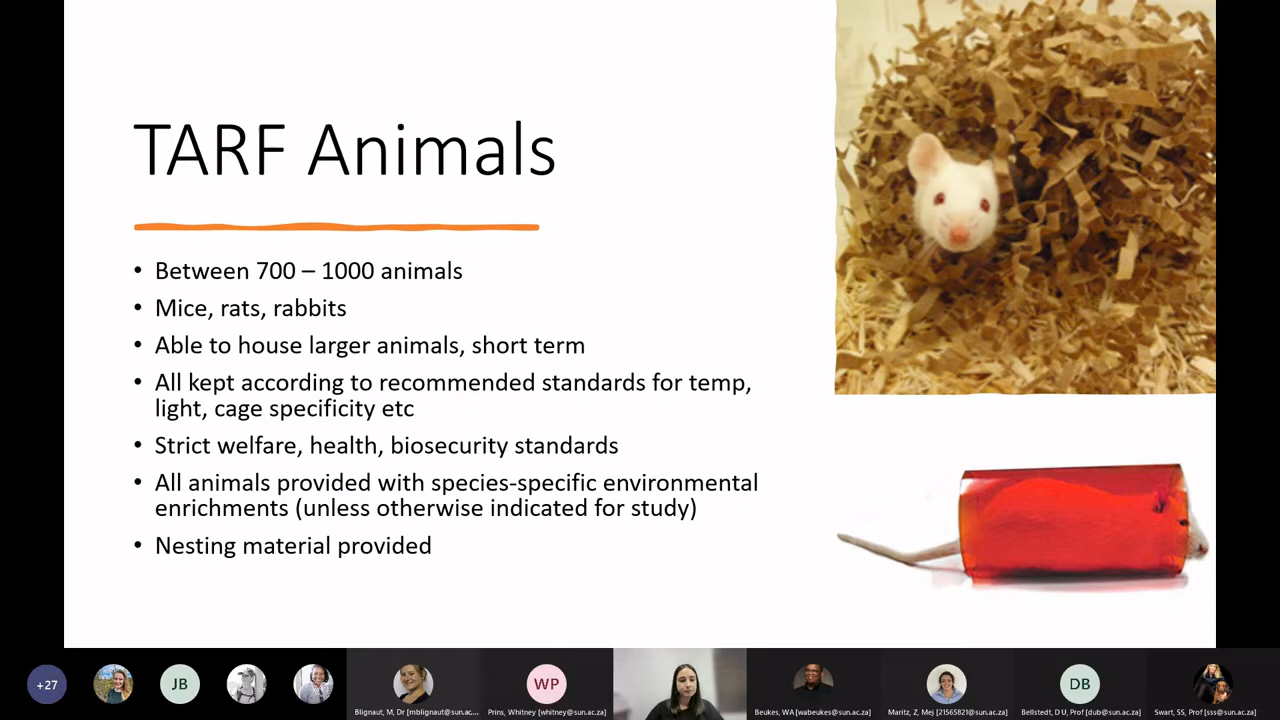 TARF Animals
• Between 700 – 1000 animals
• Mice, rats, rabbits
• Able to house larger animals, short term
• All kept according to recommended standards for temp,
light, cage specificity etc
• Strict welfare, health, biosecurity standards
• All animals provided with species-specific environmental
enrichments (unless otherwise indicated for study)
• Nesting material provided
+27
JB
WP
DB
Blignaut, M, Dr [mblignaut@sun.ac....
Prins, Whitney [whitney@sun.ac.za]
Beukes, WA [wabeukes@sun.ac.za]
Maritz, Z, Mej [21565821@sun.ac.za]
Bellstedt, D U, Prof [dub@sun.ac.za]
Swart, SS, Prof [sss@sun.ac.za]